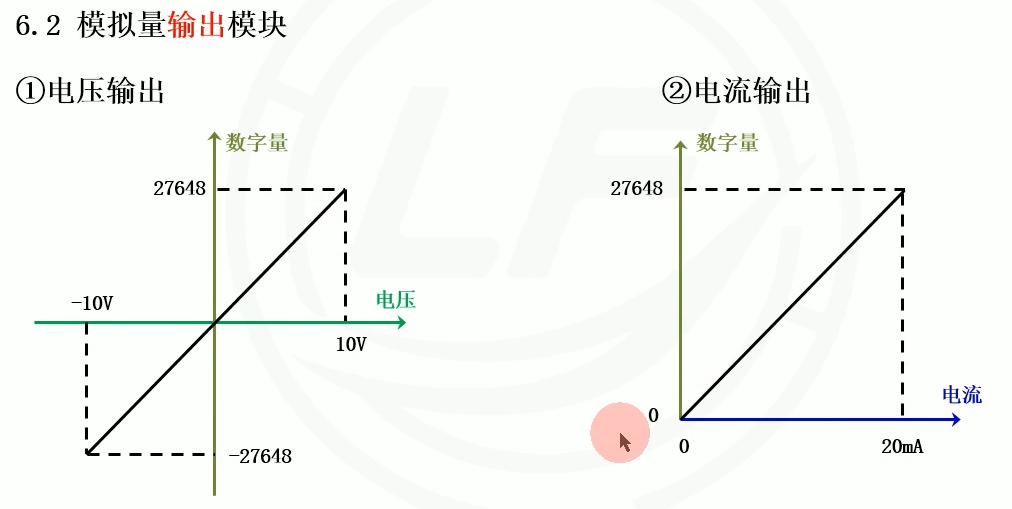 6.2 模拟量输出模块
①电压输出
②电流输出
数字量
27648
-10V
电压
10V
-27648
数字量
27648
电流
0
0
20mA
LF